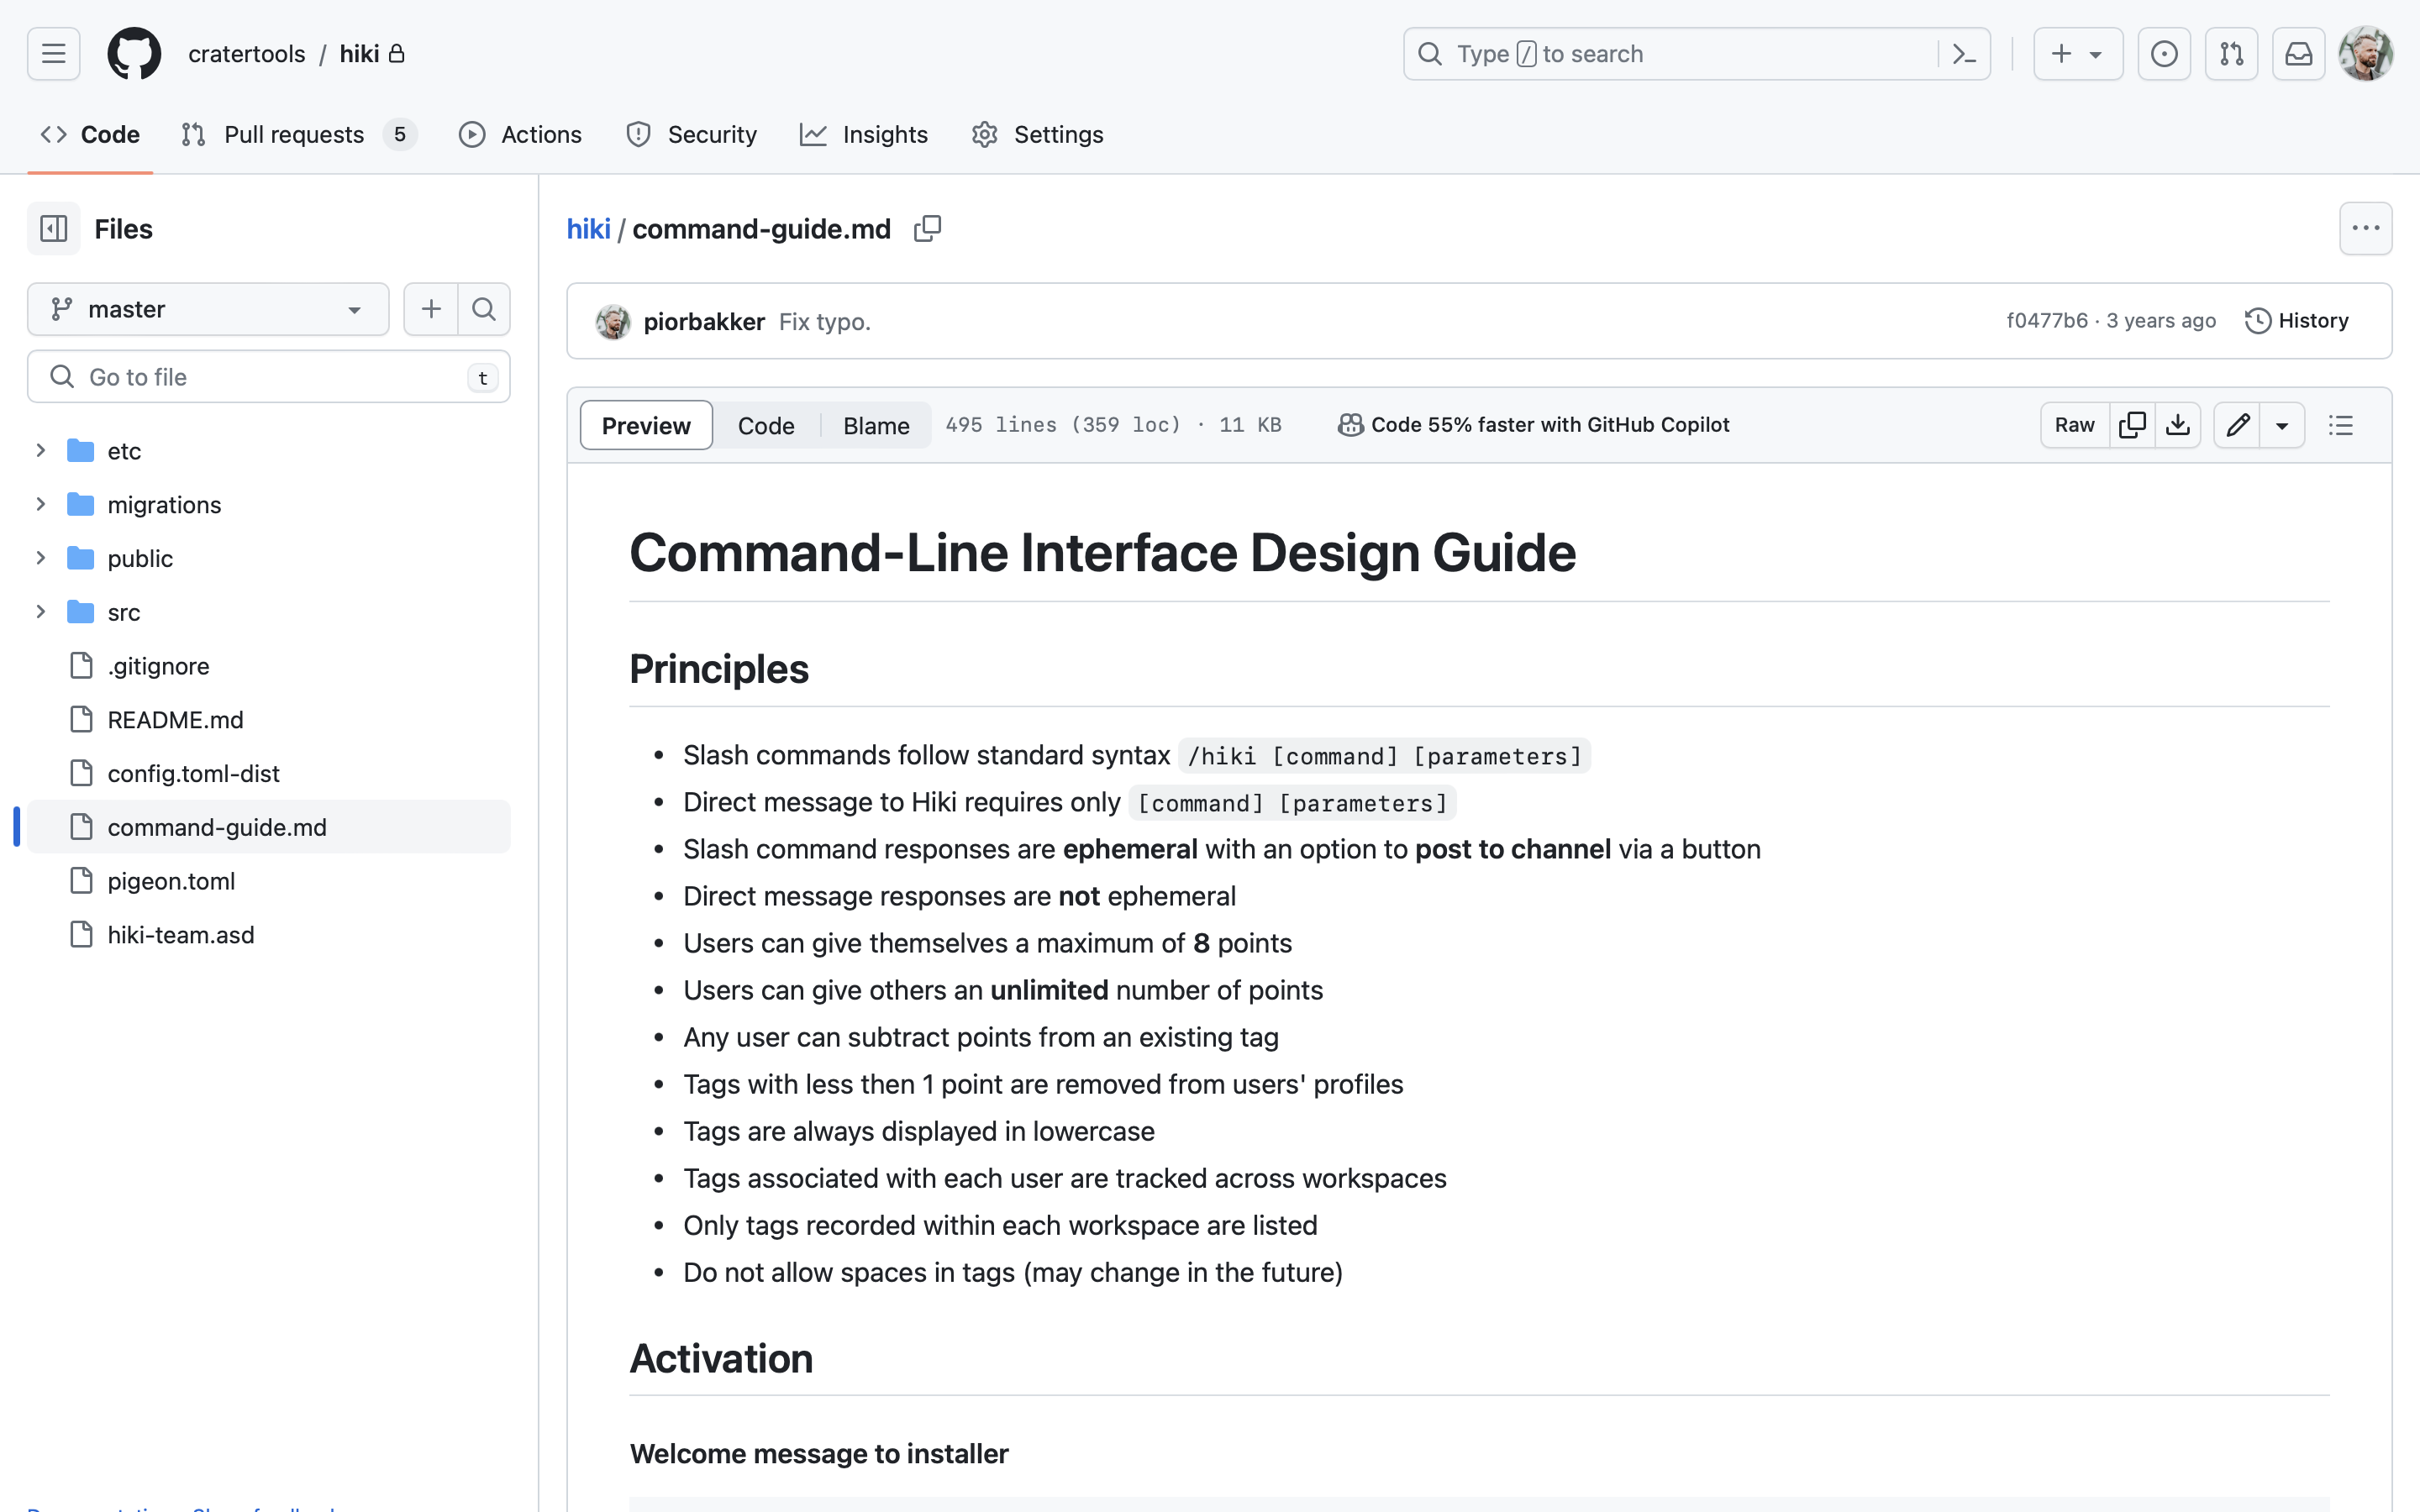 cratertools / hiki
Type / to search
Code
Pull requests 5
Actions
Security
Insights
Settings
Files
master
Go to file
t
etc
migrations
public
src
.gitignore
README.md
config.toml-dist
command-guide.md
pigeon.toml
hiki-team.asd
hiki / command-guide.md
piorbakker Fix typo.
f0477b6 · 3 years ago
History
Preview
Code
Blame
495 lines (359 loc) · 11 KB
Code 55% faster with GitHub Copilot
Raw
Command-Line Interface Design Guide
Principles
• Slash commands follow standard syntax /hiki [command] [parameters]
• Direct message to Hiki requires only [command] [parameters]
• Slash command responses are ephemeral with an option to post to channel via a button
• Direct message responses are not ephemeral
• Users can give themselves a maximum of 8 points
• Users can give others an unlimited number of points
• Any user can subtract points from an existing tag
• Tags with less then 1 point are removed from users' profiles
• Tags are always displayed in lowercase
• Tags associated with each user are tracked across workspaces
• Only tags recorded within each workspace are listed
• Do not allow spaces in tags (may change in the future)
Activation
Welcome message to installer